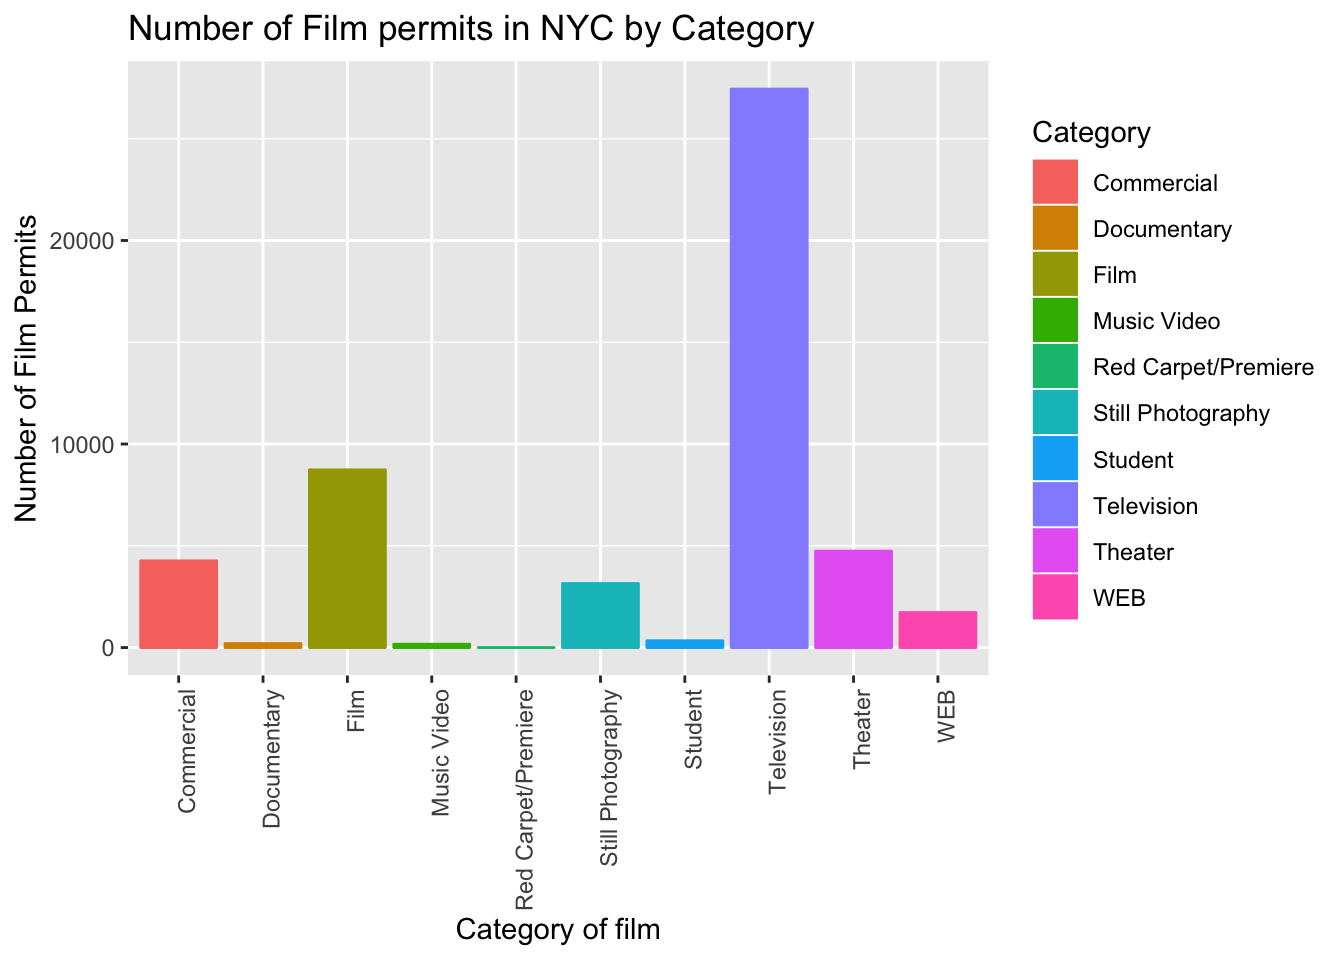 Number of Film permits in NYC by Category
Number of Film Permits
20000
10000
0
Commercial
Documentary
Film
Music Video
Red Carpet/Premiere
Still Photography
Student
Television
Theater
WEB
Category of film
Category
Commercial
Documentary
Film
Music Video
Red Carpet/Premiere
Still Photography
Student
Television
Theater
WEB